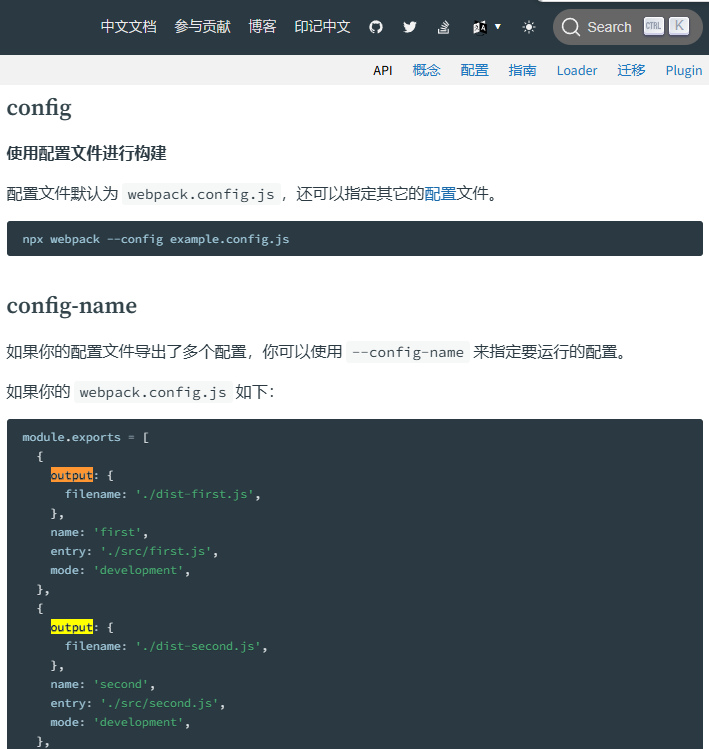 中文文档 参与贡献 博客 印记中文 Search CTRL K
API 概念 配置 指南 Loader 迁移 Plugin
config
使用配置文件进行构建
配置文件默认为 webpack.config.js ，还可以指定其它的配置文件。
npx webpack --config example.config.js
config-name
如果你的配置文件导出了多个配置，你可以使用 --config-name 来指定要运行的配置。
如果你的 webpack.config.js 如下：
module.exports = [
  {
    output: {
      filename: './dist-first.js',
    },
    name: 'first',
    entry: './src/first.js',
    mode: 'development',
  },
  {
    output: {
      filename: './dist-second.js',
    },
    name: 'second',
    entry: './src/second.js',
    mode: 'development',
  },